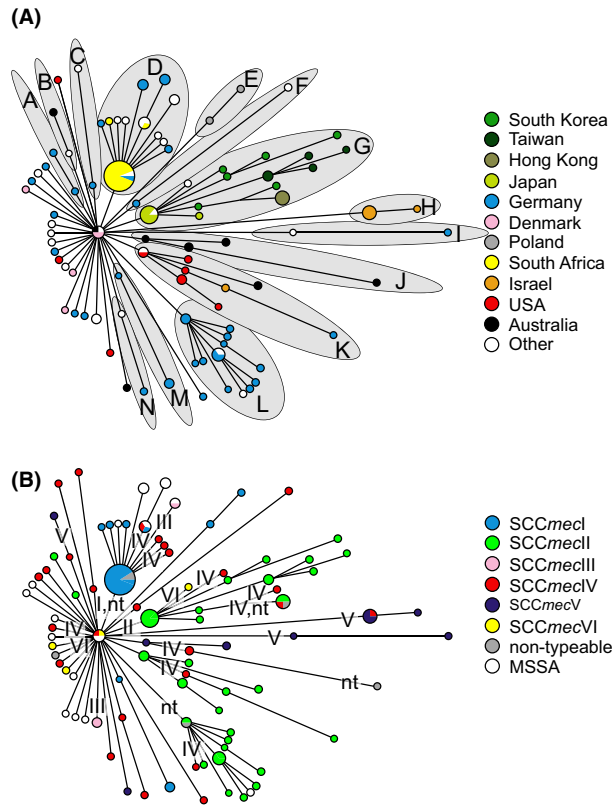 (A)
A
B
C
D
E
F
G
H
I
J
K
L
M
N
South Korea
Taiwan
Hong Kong
Japan
Germany
Denmark
Poland
South Africa
Israel
USA
Australia
Other
(B)
V
III
IV
IV
I,nt
II
VI
IV
IV
IV,nt
V
V
IV
VI
IV
IV
nt
III
nt
IV
SCCmecI
SCCmecII
SCCmecIII
SCCmecIV
SCCmecV
SCCmecVI
non-typeable
MSSA